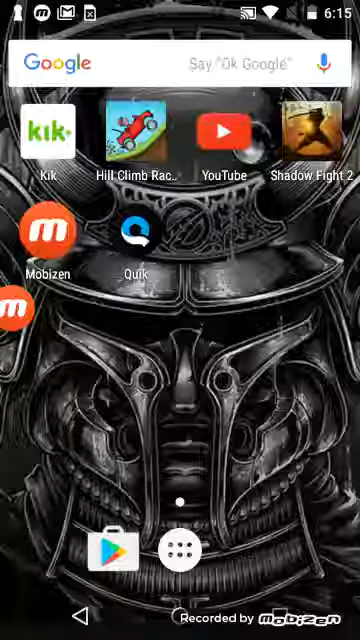 6:15
Google Say "Ok Google"
kik
Kik Hill Climb Rac.. YouTube Shadow Fight 2
Mobizen Quik
Recorded by mobizen